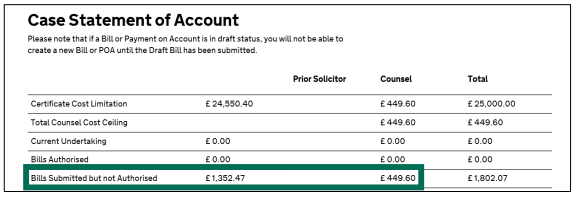 Case Statement of Account
Please note that if a Bill or Payment on Account is in draft status, you will not be able to
create a new Bill or POA until the Draft Bill has been submitted.
Prior Solicitor Counsel Total
Certificate Cost Limitation £ 24,550.40 £ 449.60 £ 25,000.00
Total Counsel Cost Ceiling £ 449.60 £ 449.60
Current Undertaking £ 0.00 £ 0.00 £ 0.00
Bills Authorised £ 0.00 £ 0.00 £ 0.00
Bills Submitted but not Authorised £ 1,352.47 £ 449.60 £ 1,802.07